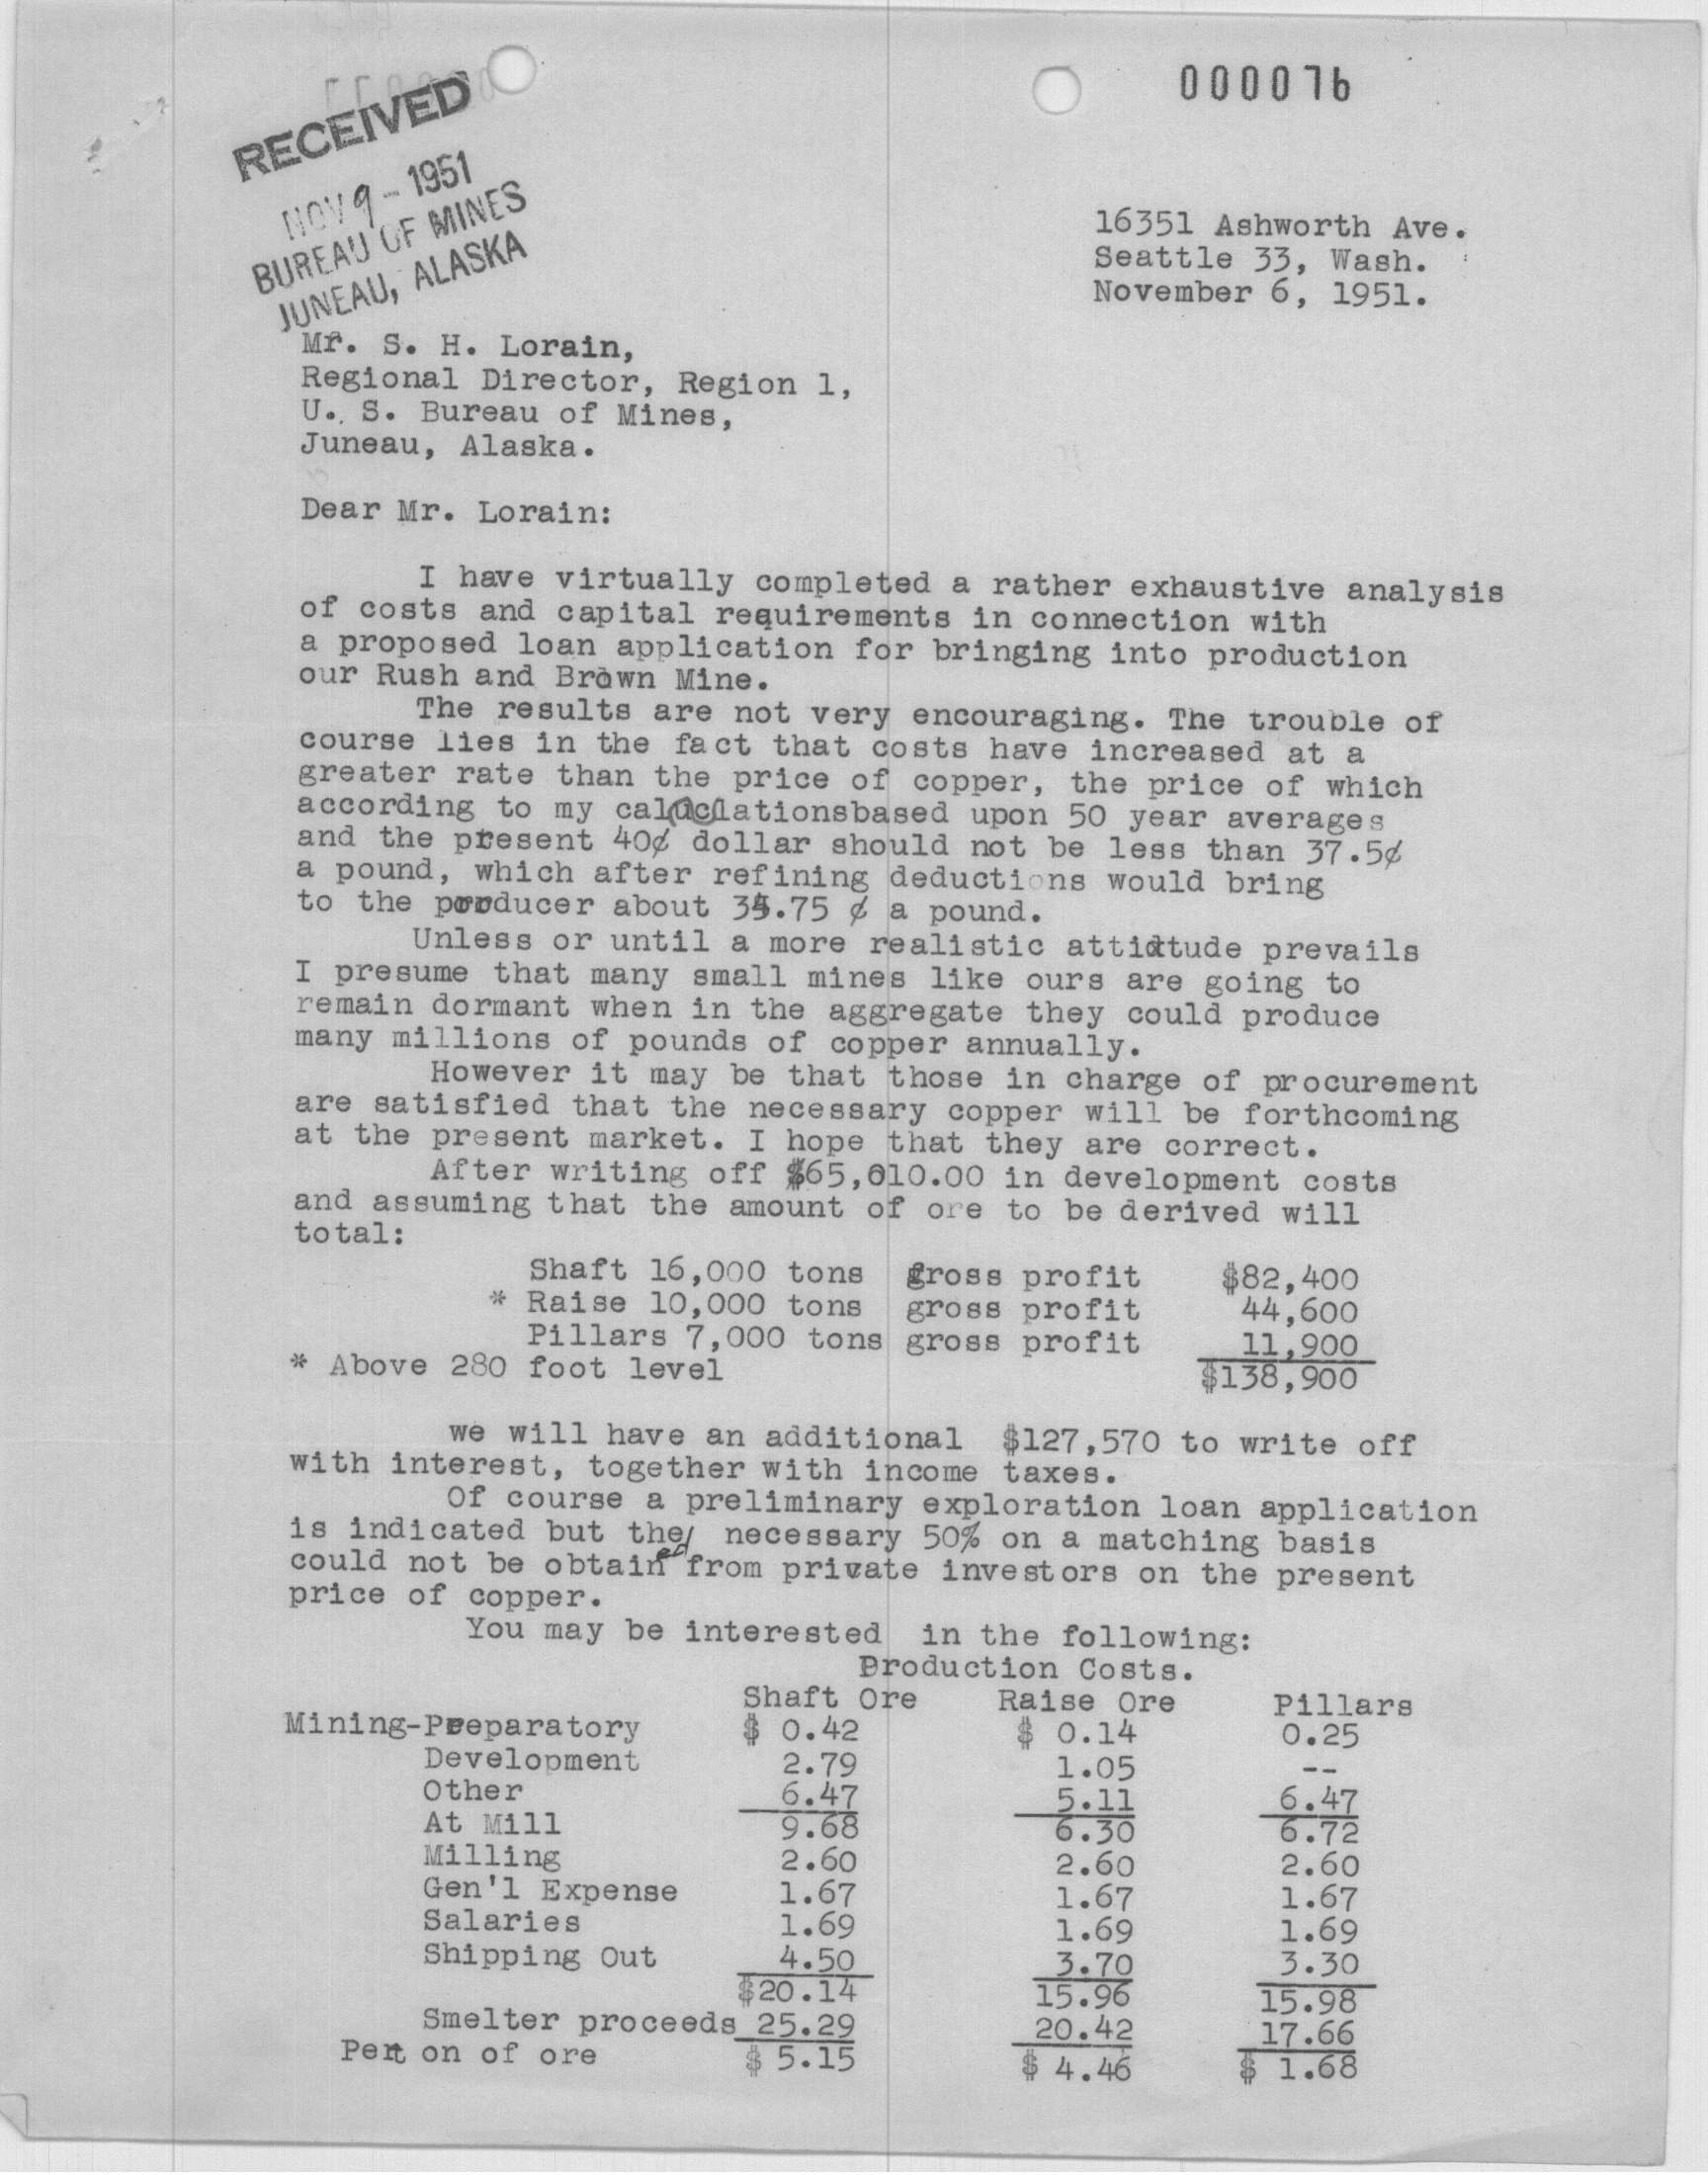 000076
RECEIVED
NOV 9 - 1951
BUREAU OF MINES
JUNEAU, ALASKA
16351 Ashworth Ave.
Seattle 33, Wash.
November 6, 1951.
Mr. S. H. Lorain,
Regional Director, Region 1,
U. S. Bureau of Mines,
Juneau, Alaska.
Dear Mr. Lorain:
I have virtually completed a rather exhaustive analysis
of costs and capital requirements in connection with
a proposed loan application for bringing into production
our Rush and Brown Mine.
The results are not very encouraging. The trouble of
course lies in the fact that costs have increased at a
greater rate than the price of copper, the price of which
according to my calculationsbased upon 50 year averages
and the present 40¢ dollar should not be less than 37.5¢
a pound, which after refining deductions would bring
to the producer about 34.75 ¢ a pound.
Unless or until a more realistic attidtude prevails
I presume that many small mines like ours are going to
remain dormant when in the aggregate they could produce
many millions of pounds of copper annually.
However it may be that those in charge of procurement
are satisfied that the necessary copper will be forthcoming
at the present market. I hope that they are correct.
After writing off $65,010.00 in development costs
and assuming that the amount of ore to be derived will
total:
Shaft 16,000 tons gross profit $82,400
* Raise 10,000 tons gross profit 44,600
Pillars 7,000 tons gross profit 11,900
* Above 280 foot level $138,900
we will have an additional $127,570 to write off
with interest, together with income taxes.
Of course a preliminary exploration loan application
is indicated but the necessary 50% on a matching basis
could not be obtained from private investors on the present
price of copper.
You may be interested in the following:
Production Costs.
Shaft Ore Raise Ore Pillars
Mining-Preparatory $ 0.42 $ 0.14 0.25
Development 2.79 1.05 --
Other 6.47 5.11 6.47
At Mill 9.68 6.30 6.72
Milling 2.60 2.60 2.60
Gen'l Expense 1.67 1.67 1.67
Salaries 1.69 1.69 1.69
Shipping Out 4.50 3.70 3.30
$20.14 15.96 15.98
Smelter proceeds 25.29 20.42 17.66
Pert on of ore $ 5.15 $ 4.46 $ 1.68